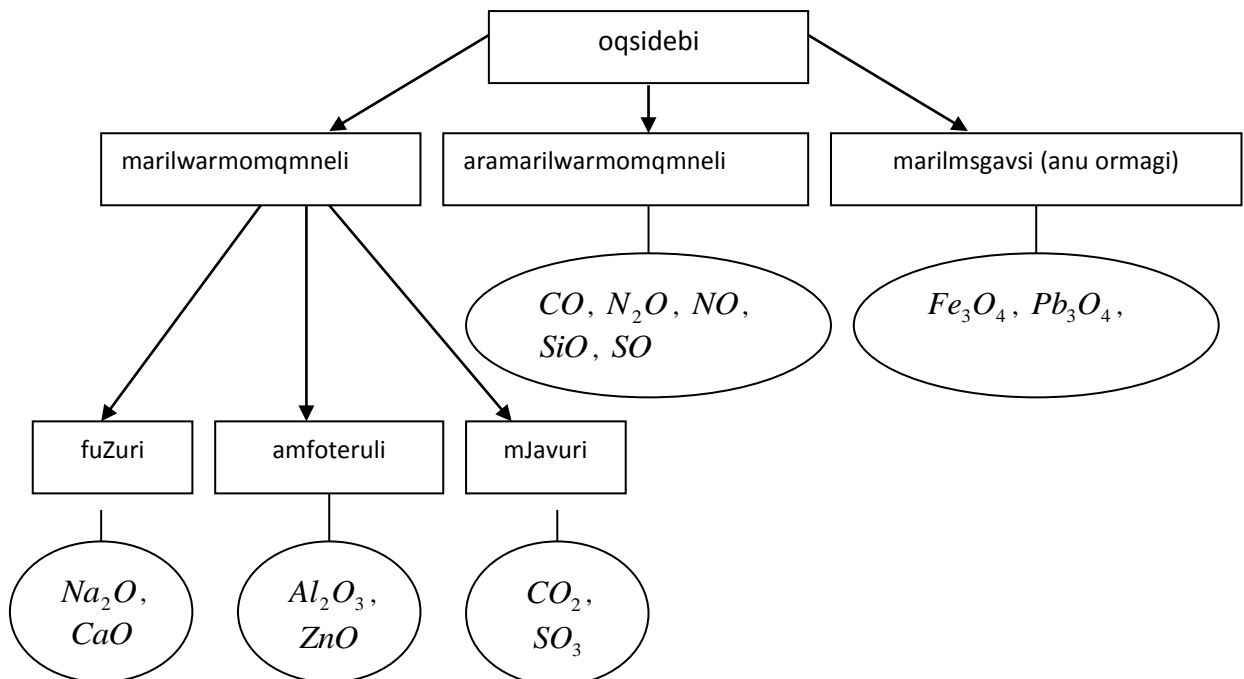 oqsidebi
marilwarmomqmneli
aramarilwarmomqmneli
marilmsgavsi (anu ormagi)
CO, N₂O, NO,
SiO, SO
Fe₃O₄, Pb₃O₄,
fuZuri
amfoteruli
mJavuri
Na₂O,
CaO
Al₂O₃,
ZnO
CO₂,
SO₃